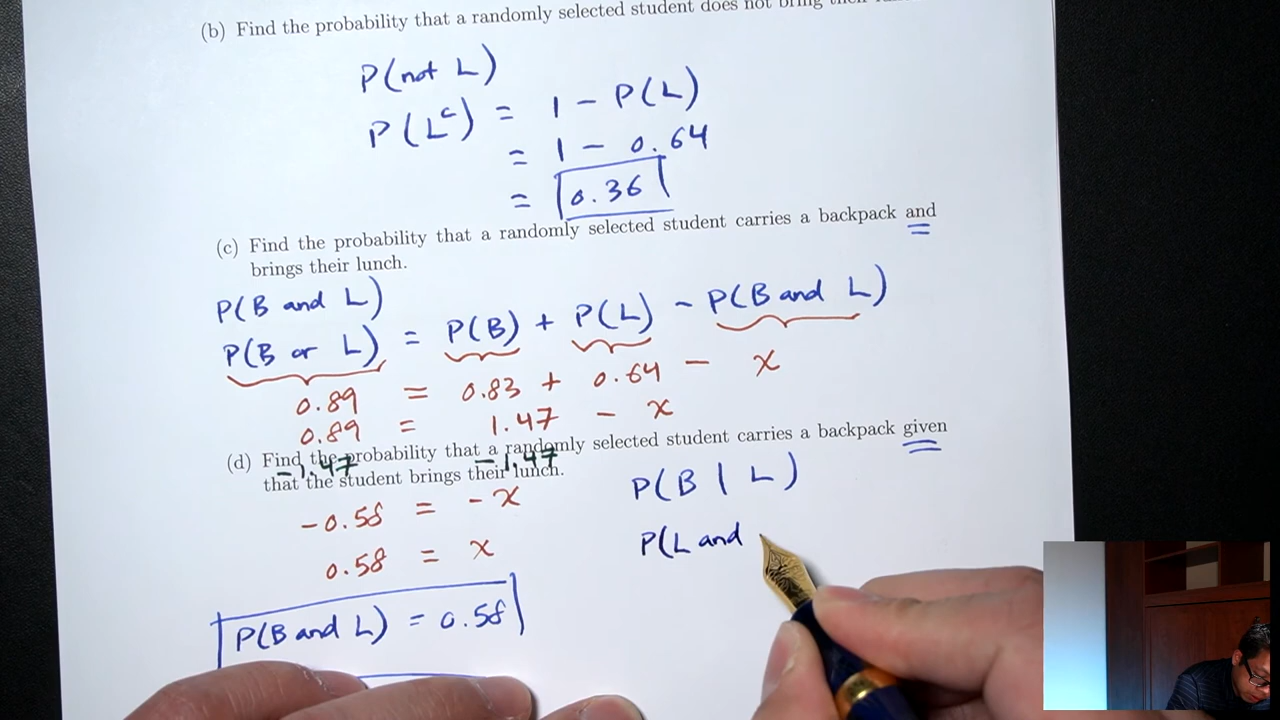 (b) Find the probability that a randomly selected student does not bring their
P(not L)
P(Lᶜ) = 1 - P(L)
= 1 - 0.64
= 0.36
(c) Find the probability that a randomly selected student carries a backpack and
brings their lunch.
P(B and L)
P(B or L) = P(B) + P(L) - P(B and L)
0.89 = 0.83 + 0.64 - x
0.89 = 1.47 - x
(d) Find the probability that a randomly selected student carries a backpack given
that the student brings their lunch.
-1.47 -1.47
P(B | L)
-0.58 = -x
P(L and
0.58 = x
P(B and L) = 0.58